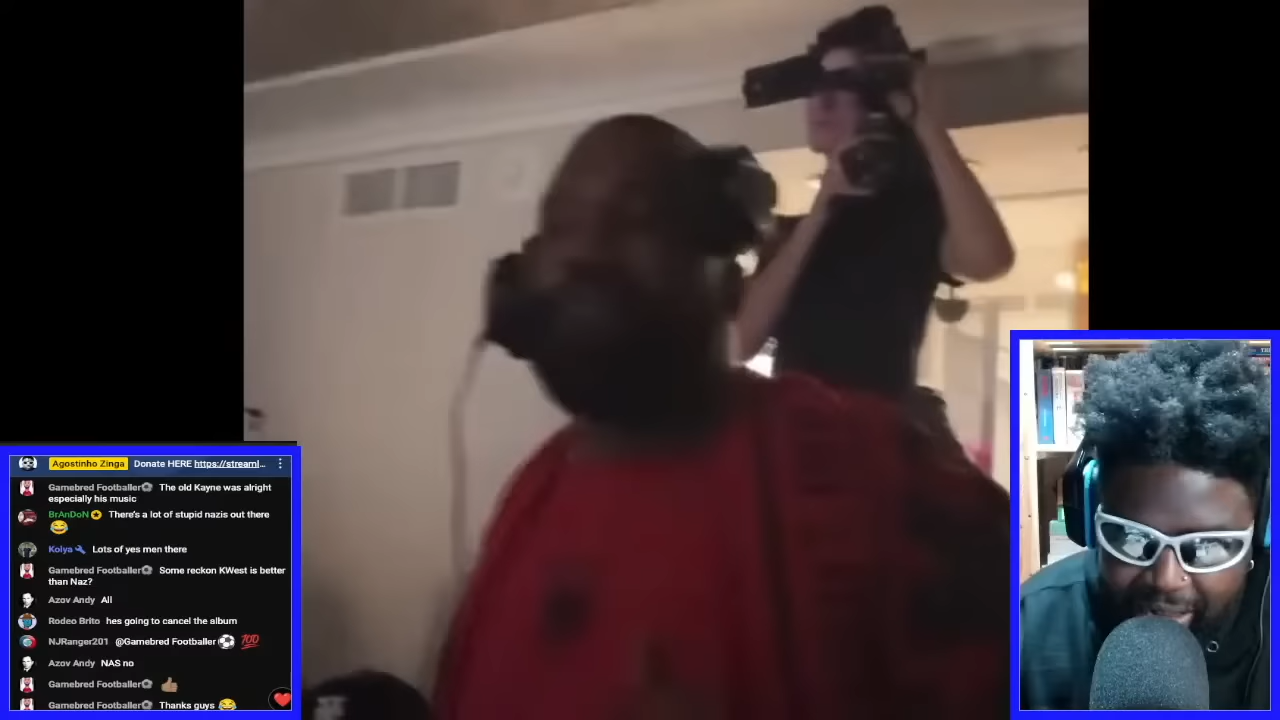 Agostinho Zinga Donate HERE https://streaml...
Gamebred Footballer⚽ The old Kayne was alright
especially his music
BrAnDoN There's a lot of stupid nazis out there
😂
Kolya Lots of yes men there
Gamebred Footballer⚽ Some reckon KWest is better
than Naz?
Azov Andy All
Rodeo Brito hes going to cancel the album
NJRanger201 @Gamebred Footballer ⚽ 💯
Azov Andy NAS no
Gamebred Footballer⚽ 👍🏽
Gamebred Footballer⚽ Thanks guys 😂